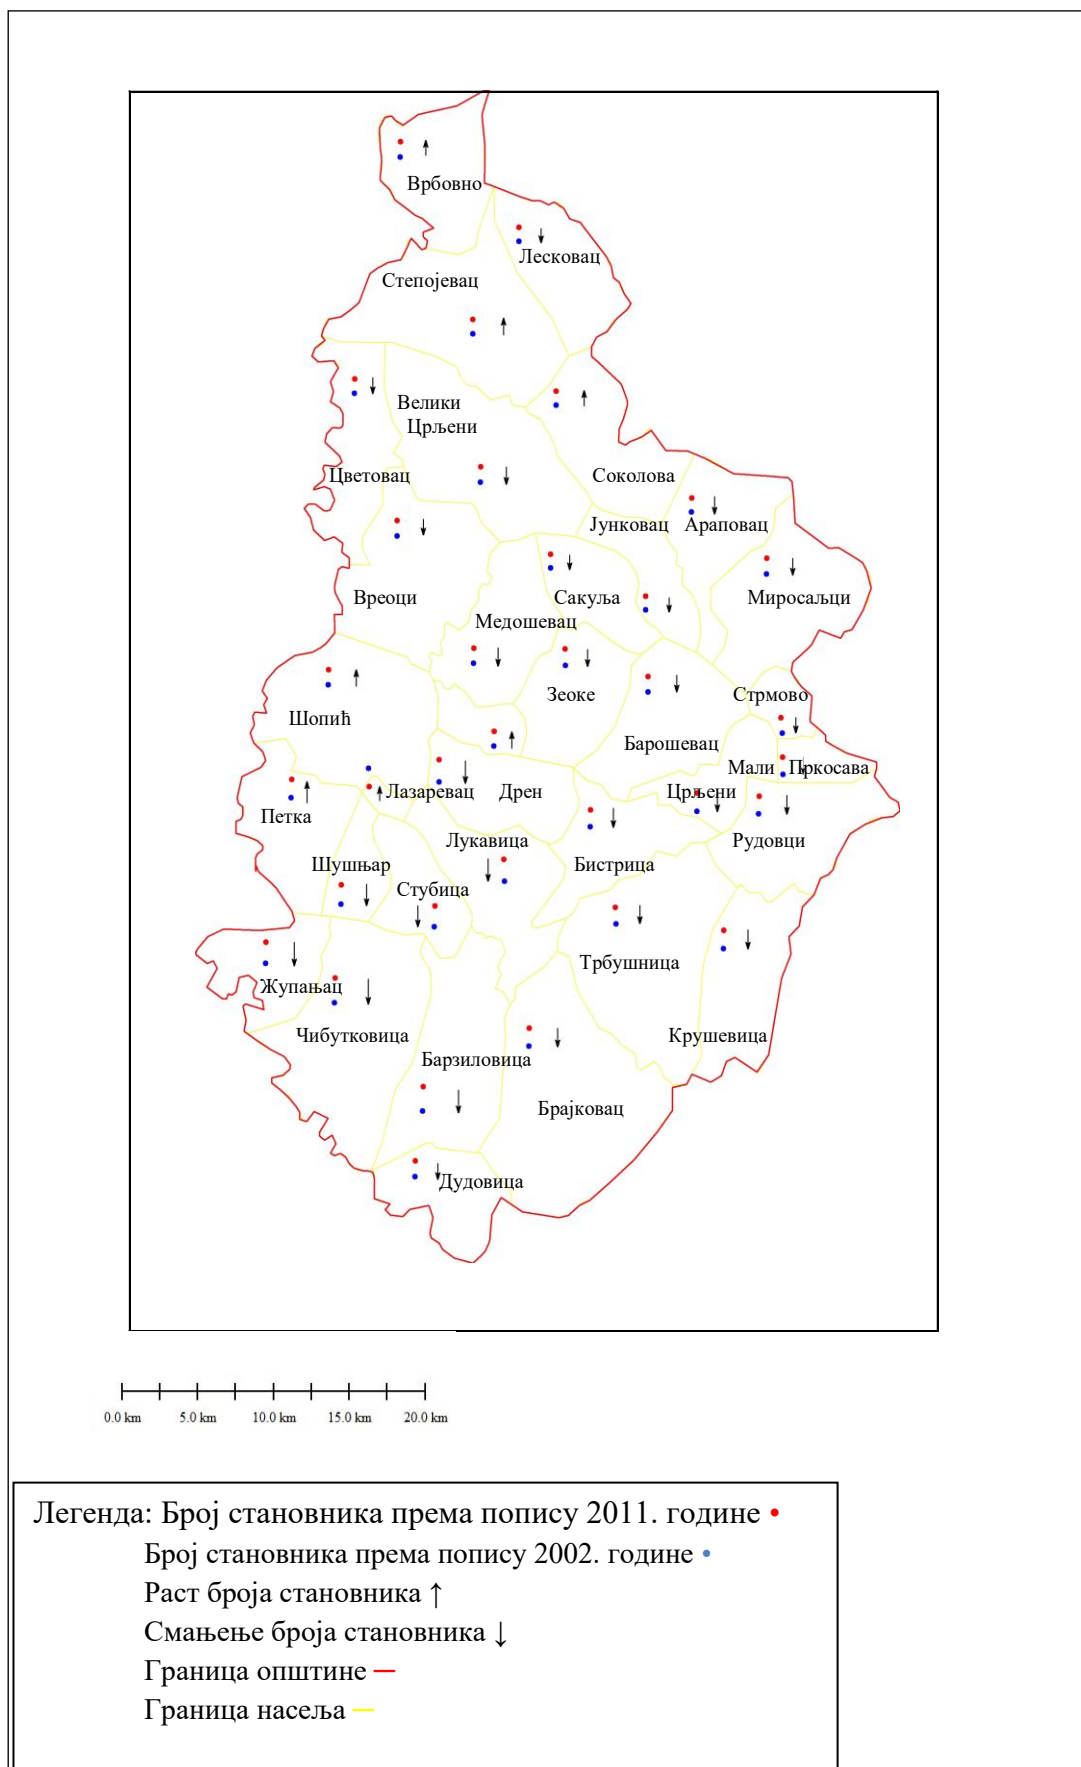 Врбовно
Лесковац
Степојевац
Велики
Црљени
Цветовац
Соколова
Јунковац
Араповац
Вреоци
Сакуља
Миросаљци
Медошевац
Зеоке
Стрмово
Шопић
Барошевац
Мали
Пркосава
Лазаревац
Дрен
Црљени
Петка
Лукавица
Рудовци
Шушњар
Бистрица
Стубица
Трбушница
Жупањац
Чибутковица
Крушевица
Барзиловица
Брајковац
Дудовица
0.0 km 5.0 km 10.0 km 15.0 km 20.0 km
Легенда: Број становника према попису 2011. године •
Број становника према попису 2002. године •
Раст броја становника ↑
Смањење броја становника ↓
Граница општине —
Граница насеља —